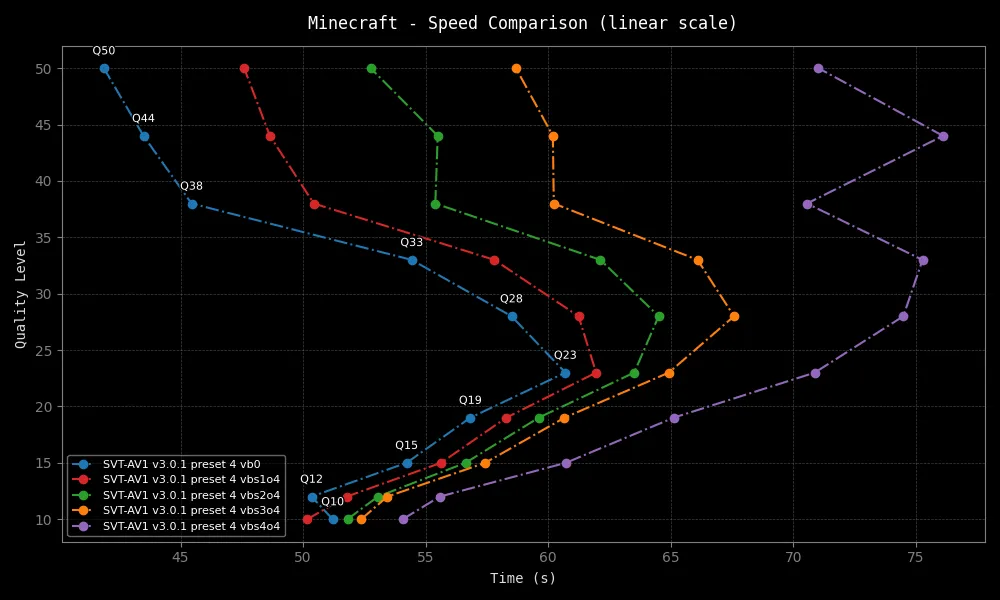 Minecraft - Speed Comparison (linear scale)
Q50
50
45
Q44
40
Q38
35
Q33
30
Q28
25
Q23
20
Q19
15
Q15
Q12
Q10
10
Quality Level
SVT-AV1 v3.0.1 preset 4 vb0
SVT-AV1 v3.0.1 preset 4 vbs1o4
SVT-AV1 v3.0.1 preset 4 vbs2o4
SVT-AV1 v3.0.1 preset 4 vbs3o4
SVT-AV1 v3.0.1 preset 4 vbs4o4
45 50 55 60 65 70 75
Time (s)